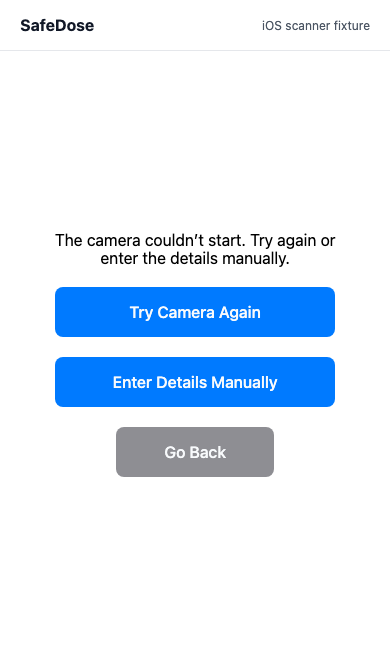 SafeDose
iOS scanner fixture
The camera couldn’t start. Try again or
enter the details manually.
Try Camera Again
Enter Details Manually
Go Back